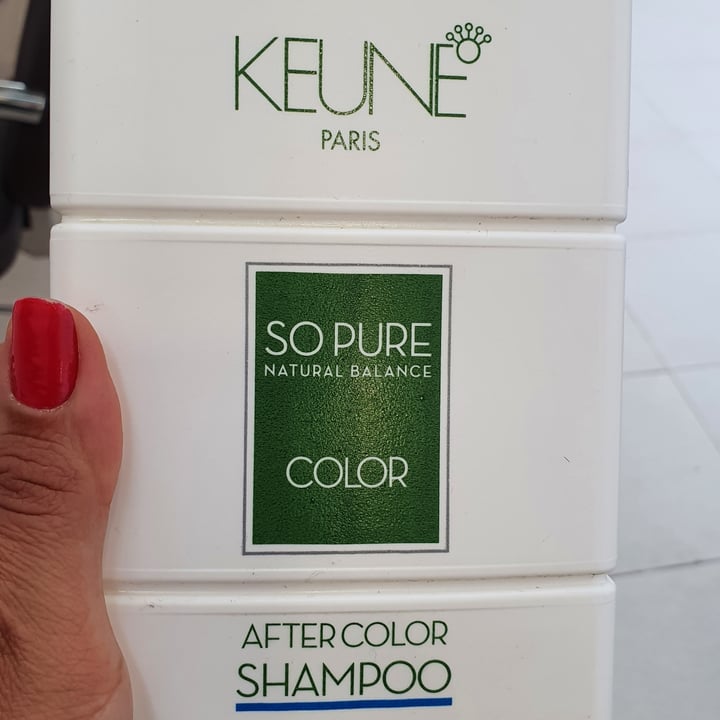 KEUNE
PARIS
SO PURE
NATURAL BALANCE
COLOR
AFTER COLOR
SHAMPOO